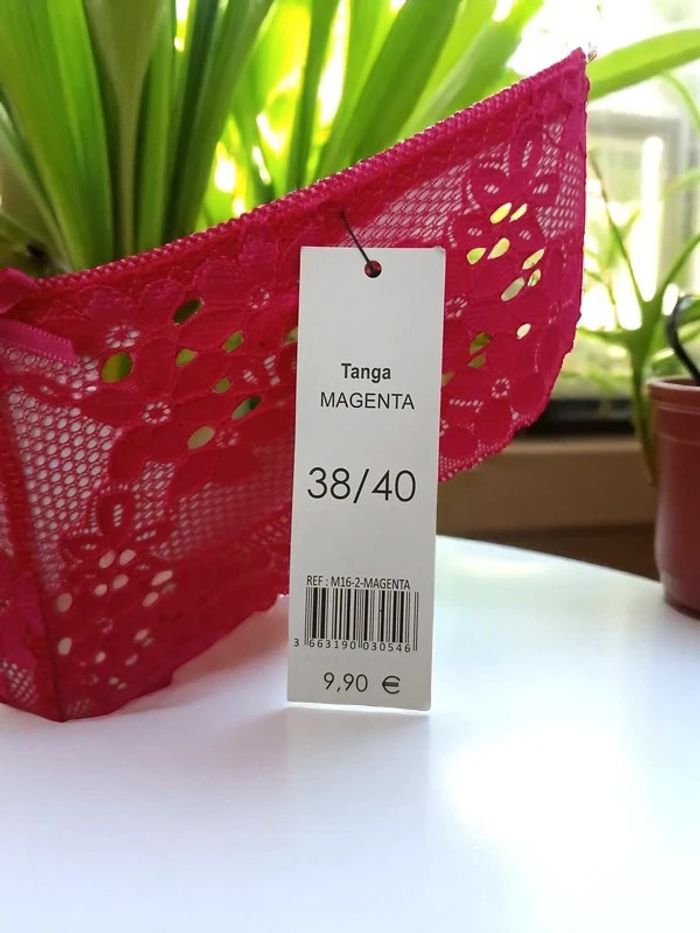 Tanga
MAGENTA
38/40
REF : M16-2-MAGENTA
3 663190 030546
9,90 €